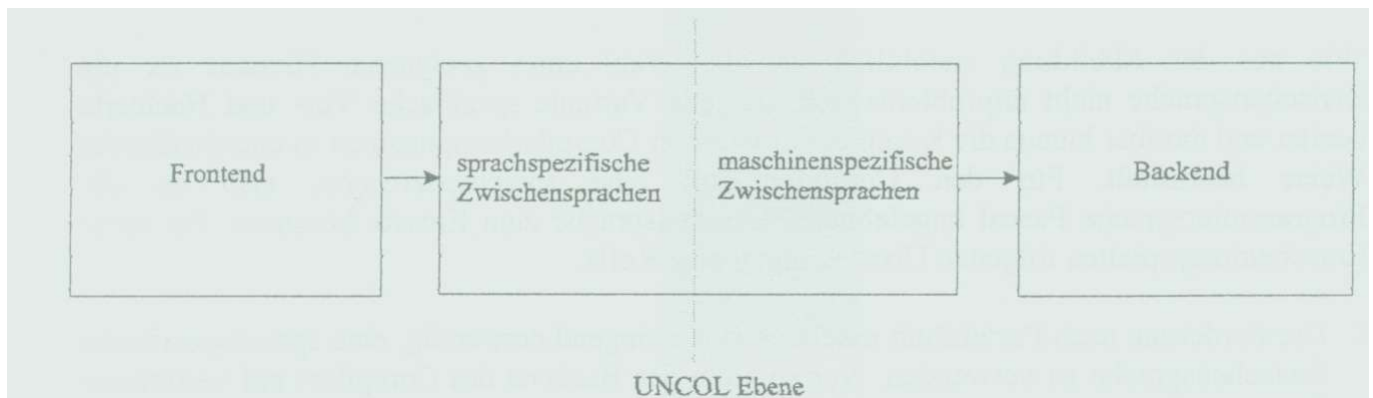 Frontend
sprachspezifische
Zwischensprachen
maschinenspezifische
Zwischensprachen
Backend
UNCOL Ebene